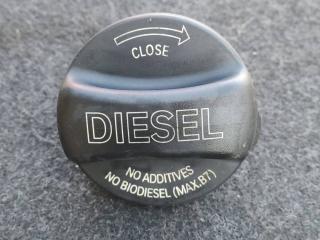 CLOSE
DIESEL
NO ADDITIVES
NO BIODIESEL (MAX.B7)